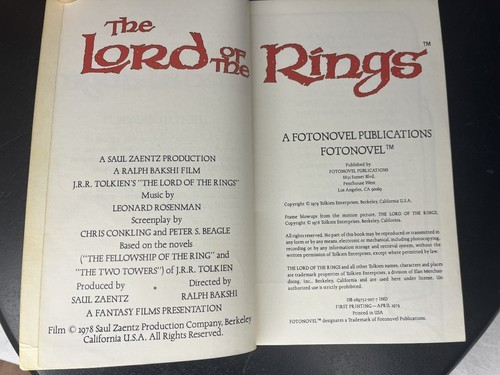 The
LORD OF THE Rings™
A SAUL ZAENTZ PRODUCTION
A RALPH BAKSHI FILM
J.R.R. TOLKIEN'S "THE LORD OF THE RINGS"
Music by
LEONARD ROSENMAN
Screenplay by
CHRIS CONKLING and PETER S. BEAGLE
Based on the novels
("THE FELLOWSHIP OF THE RING" and
"THE TWO TOWERS") of J.R.R. TOLKIEN
Produced by Directed by
SAUL ZAENTZ RALPH BAKSHI
A FANTASY FILMS PRESENTATION
Film © 1978 Saul Zaentz Production Company, Berkeley
California U.S.A. All Rights Reserved.
A FOTONOVEL PUBLICATIONS
FOTONOVEL™
Published by
FOTONOVEL PUBLICATIONS
8831 Sunset Blvd.
Penthouse West
Los Angeles, CA 90069
Copyright © 1979 Tolkien Enterprises, Berkeley, California U.S.A.
Frame blowups from the motion picture, THE LORD OF THE RINGS,
Copyright © 1978 Tolkien Enterprises, Berkeley, California.
All rights reserved. No part of this book may be reproduced or transmitted in
any form or by any means, electronic or mechanical, including photocopying,
recording or by any information storage and retrieval system, without the
written permission of Tolkien Enterprises, except where permitted by law.
THE LORD OF THE RINGS and all other Tolkien names, characters and places
are trademark properties of Tolkien Enterprises, a division of Elan Merchandising,
Inc., Berkeley, California and are used here under license. Un-
authorized use is strictly prohibited.
FIRST PRINTING—APRIL 1979
Printed in USA
FOTONOVEL™ designates a Trademark of Fotonovel Publications.